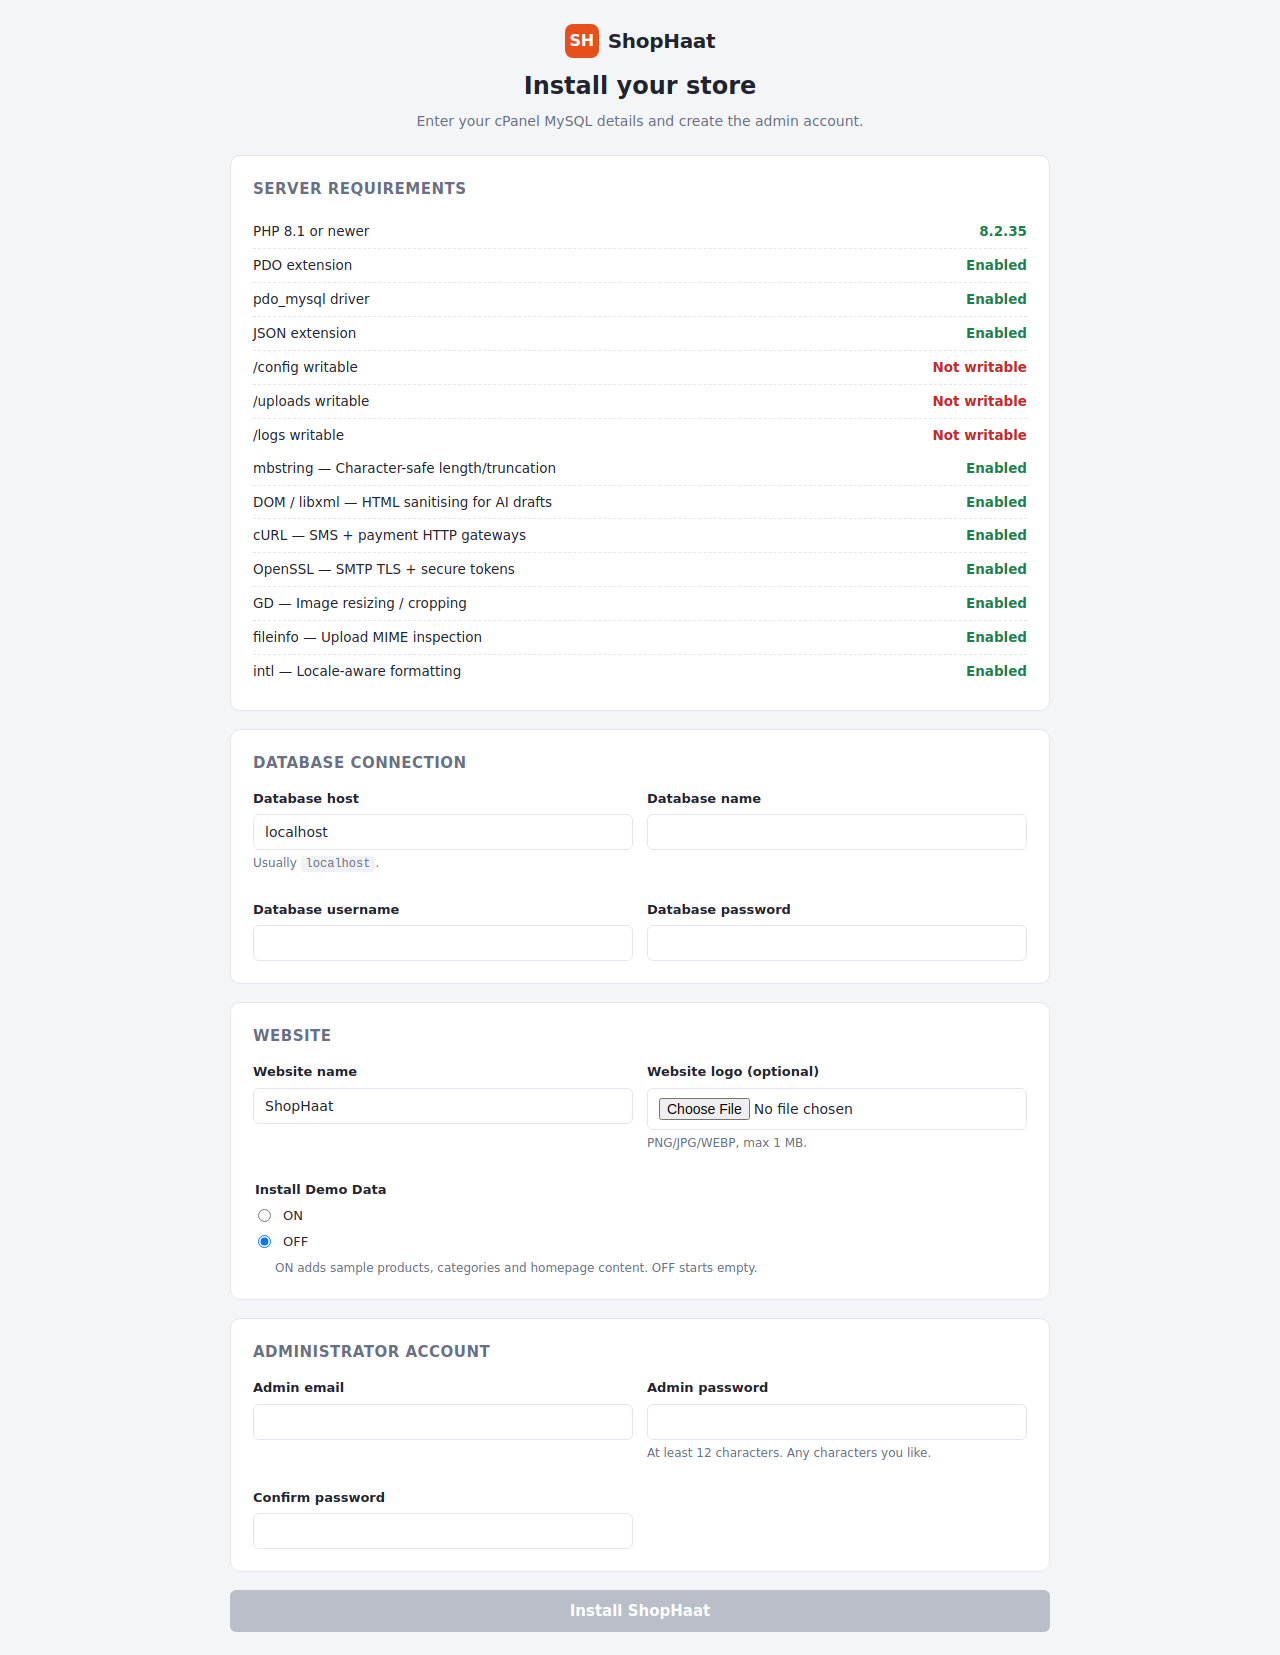 SH ShopHaat
Install your store
Enter your cPanel MySQL details and create the admin account.
SERVER REQUIREMENTS
PHP 8.1 or newer 8.2.35
PDO extension Enabled
pdo_mysql driver Enabled
JSON extension Enabled
/config writable Not writable
/uploads writable Not writable
/logs writable Not writable
mbstring — Character-safe length/truncation Enabled
DOM / libxml — HTML sanitising for AI drafts Enabled
cURL — SMS + payment HTTP gateways Enabled
OpenSSL — SMTP TLS + secure tokens Enabled
GD — Image resizing / cropping Enabled
fileinfo — Upload MIME inspection Enabled
intl — Locale-aware formatting Enabled
DATABASE CONNECTION
Database host Database name
localhost
Usually localhost.
Database username Database password
WEBSITE
Website name Website logo (optional)
ShopHaat Choose File No file chosen
PNG/JPG/WEBP, max 1 MB.
Install Demo Data
ON
OFF
ON adds sample products, categories and homepage content. OFF starts empty.
ADMINISTRATOR ACCOUNT
Admin email Admin password
At least 12 characters. Any characters you like.
Confirm password
Install ShopHaat